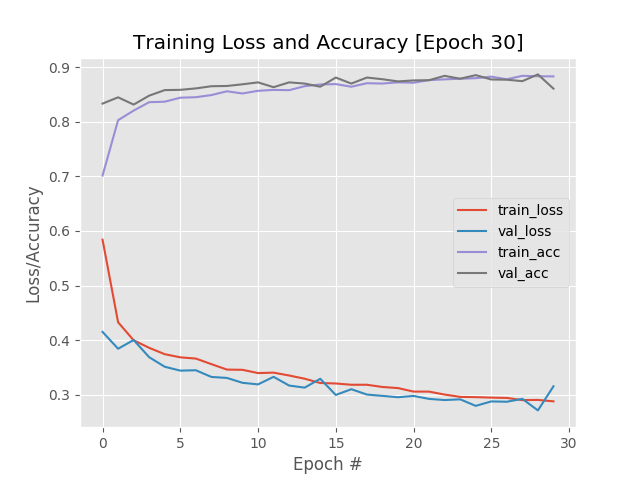 Training Loss and Accuracy [Epoch 30]
0.9
0.8
0.7
0.6
0.5
0.4
0.3
Loss/Accuracy
train_loss
val_loss
train_acc
val_acc
0 5 10 15 20 25 30
Epoch #